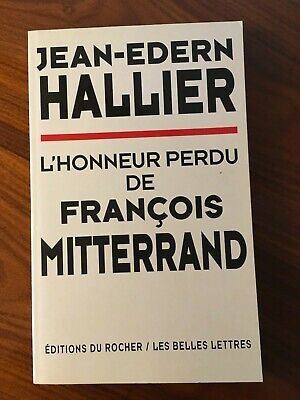 JEAN-EDERN
HALLIER
L'HONNEUR PERDU
DE
FRANÇOIS
MITTERRAND
ÉDITIONS DU ROCHER / LES BELLES LETTRES